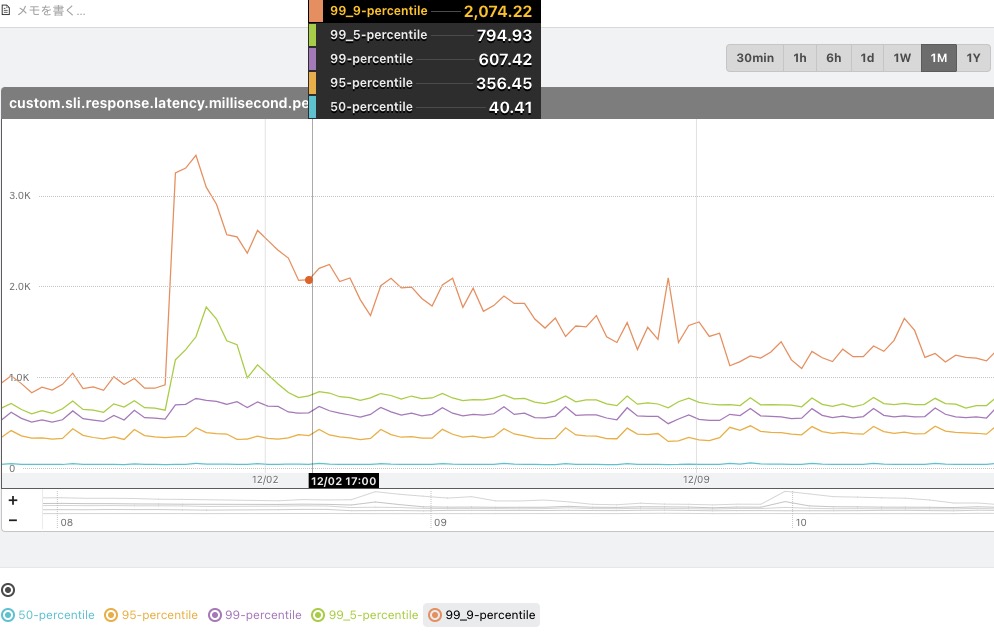 メモを書く...
99_9-percentile 2,074.22
99_5-percentile 794.93
99-percentile 607.42
95-percentile 356.45
50-percentile 40.41
30min 1h 6h 1d 1W 1M 1Y
custom.sli.response.latency.millisecond.pe
3.0K
2.0K
1.0K
0
12/02 12/02 17:00 12/09
+
−
08 09 10
50-percentile 95-percentile 99-percentile 99_5-percentile 99_9-percentile